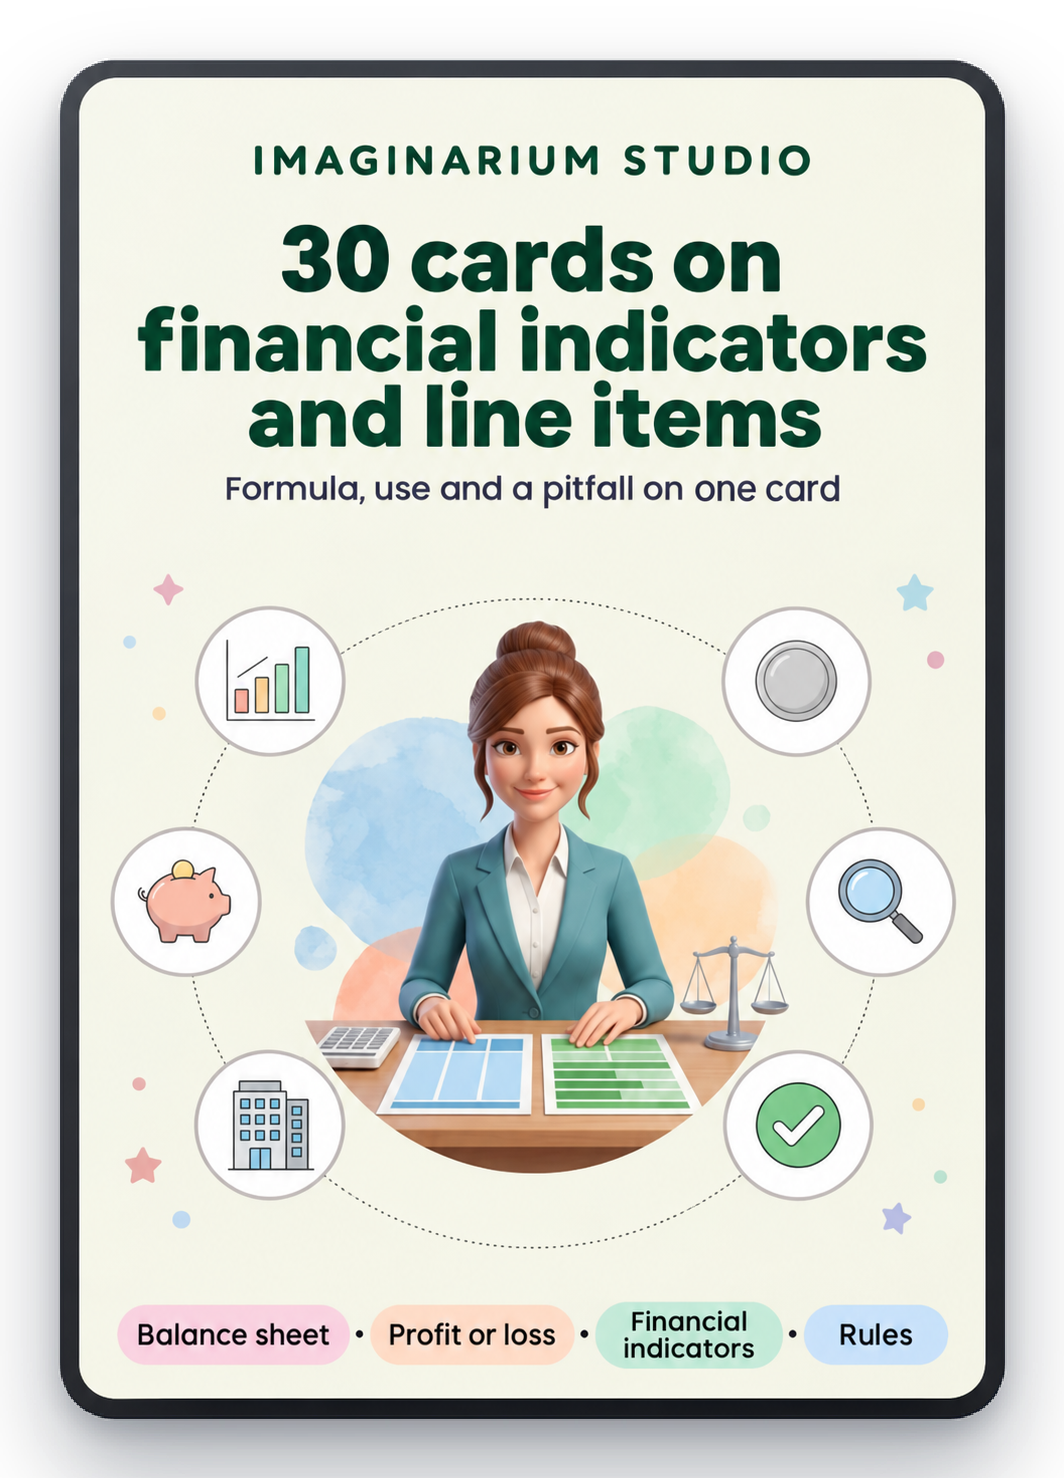 IMAGINARIUM STUDIO
30 cards on
financial indicators
and line items
Formula, use and a pitfall on one card
Balance sheet • Profit or loss • Financial indicators • Rules